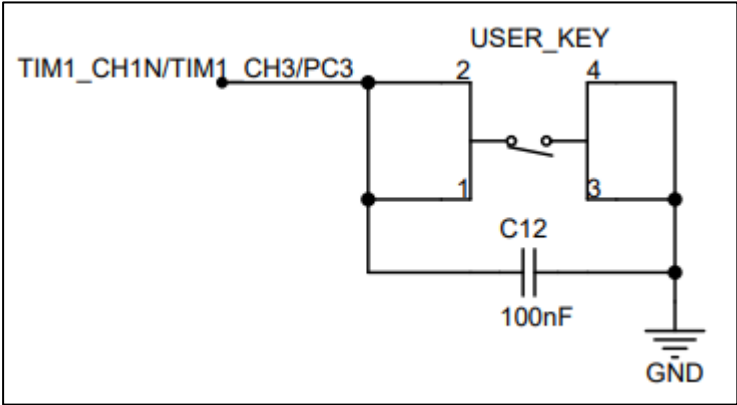 USER_KEY
TIM1_CH1N/TIM1_CH3/PC3
2
4
1
3
C12
100nF
GND